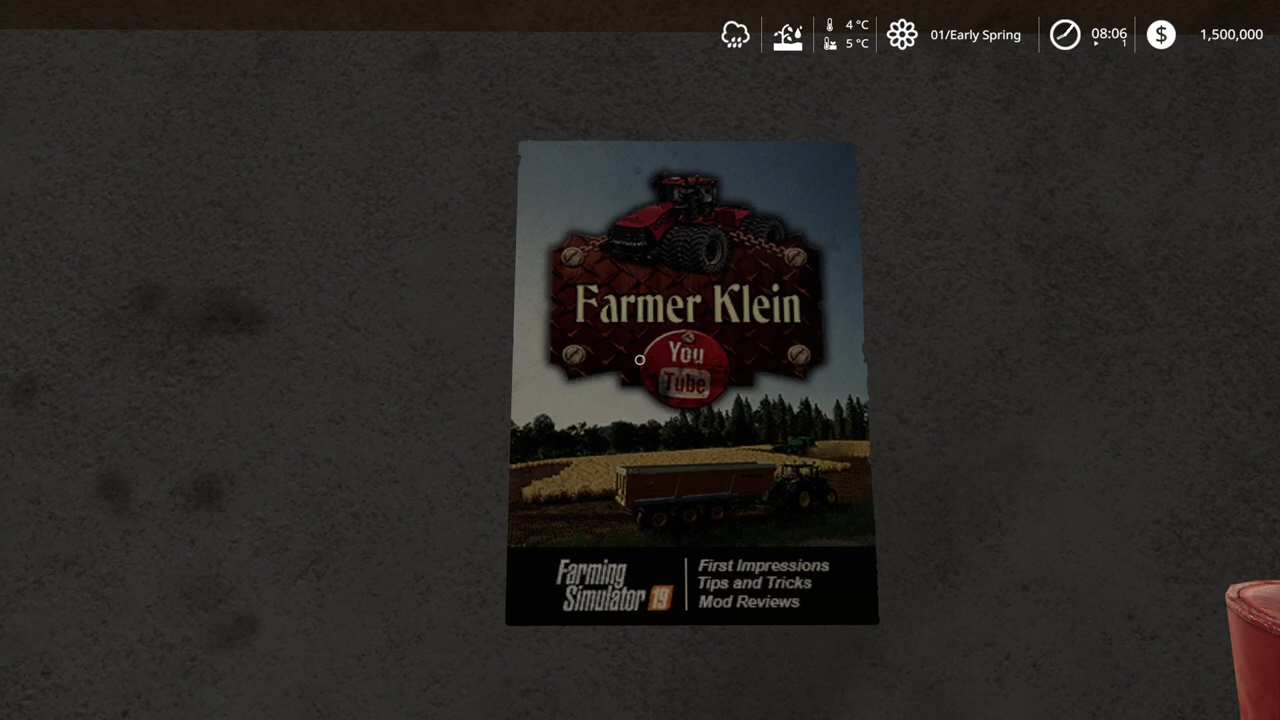 4 °C
5 °C
01/Early Spring
08:06
1
$
1,500,000
Farmer Klein
You
Tube
Farming
Simulator 19
First Impressions
Tips and Tricks
Mod Reviews